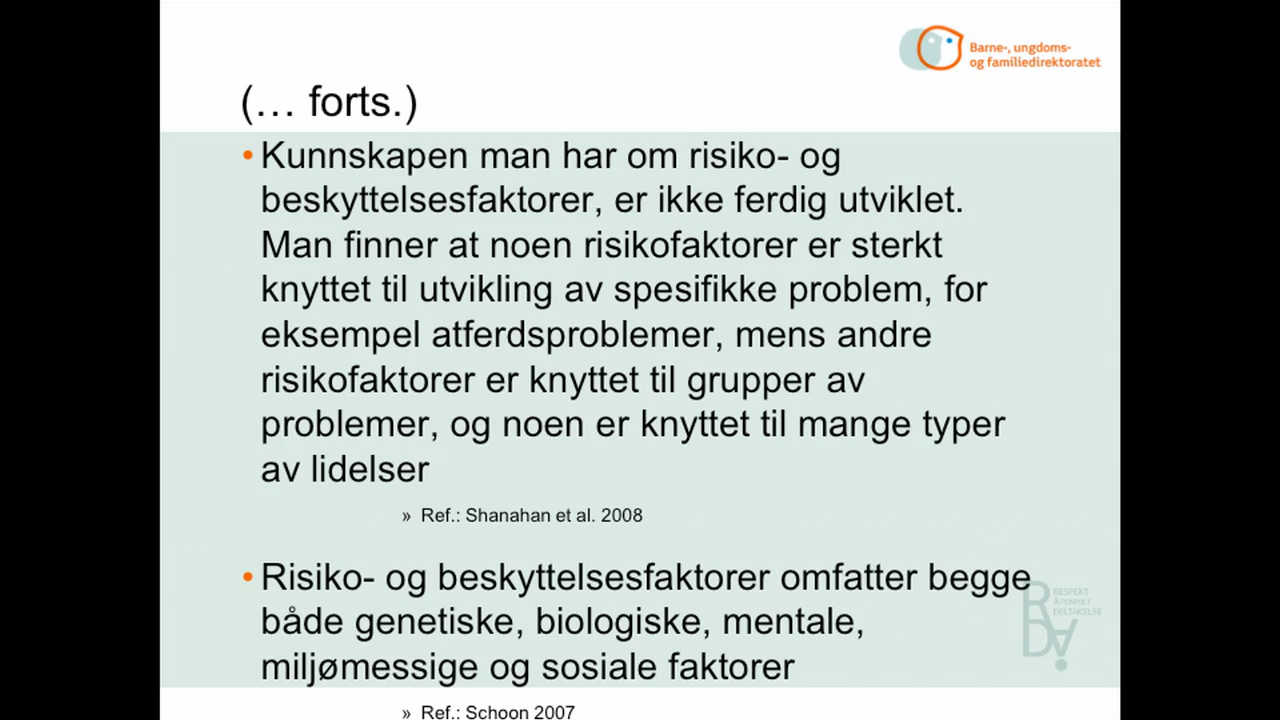 Barne-, ungdoms-
og familiedirektoratet
(… forts.)
• Kunnskapen man har om risiko- og
beskyttelsesfaktorer, er ikke ferdig utviklet.
Man finner at noen risikofaktorer er sterkt
knyttet til utvikling av spesifikke problem, for
eksempel atferdsproblemer, mens andre
risikofaktorer er knyttet til grupper av
problemer, og noen er knyttet til mange typer
av lidelser
» Ref.: Shanahan et al. 2008
• Risiko- og beskyttelsesfaktorer omfatter begge
både genetiske, biologiske, mentale,
miljømessige og sosiale faktorer
RESPEKT
ÅPENHET
DELTAKELSE
» Ref.: Schoon 2007